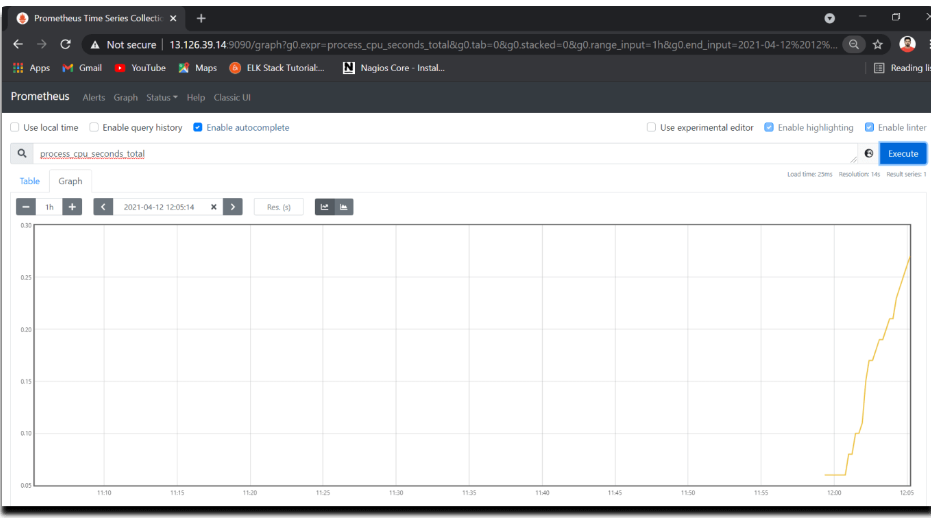 Prometheus Time Series Collectic
Not secure | 13.126.39.14:9090/graph?g0.expr=process_cpu_seconds_total&g0.tab=0&g0.stacked=0&g0.range_input=1h&g0.end_input=2021-04-12%2012%...
Apps Gmail YouTube Maps ELK Stack Tutorial:... Nagios Core - Instal... Reading lis
Prometheus Alerts Graph Status Help Classic UI
Use local time Enable query history Enable autocomplete Use experimental editor Enable highlighting Enable linter
process_cpu_seconds_total Execute
Load time: 25ms Resolution: 14s Result series: 1
Table Graph
1h 2021-04-12 12:05:14 Res. (s)
0.30
0.25
0.20
0.15
0.10
0.05
11:10 11:15 11:20 11:25 11:30 11:35 11:40 11:45 11:50 11:55 12:00 12:05